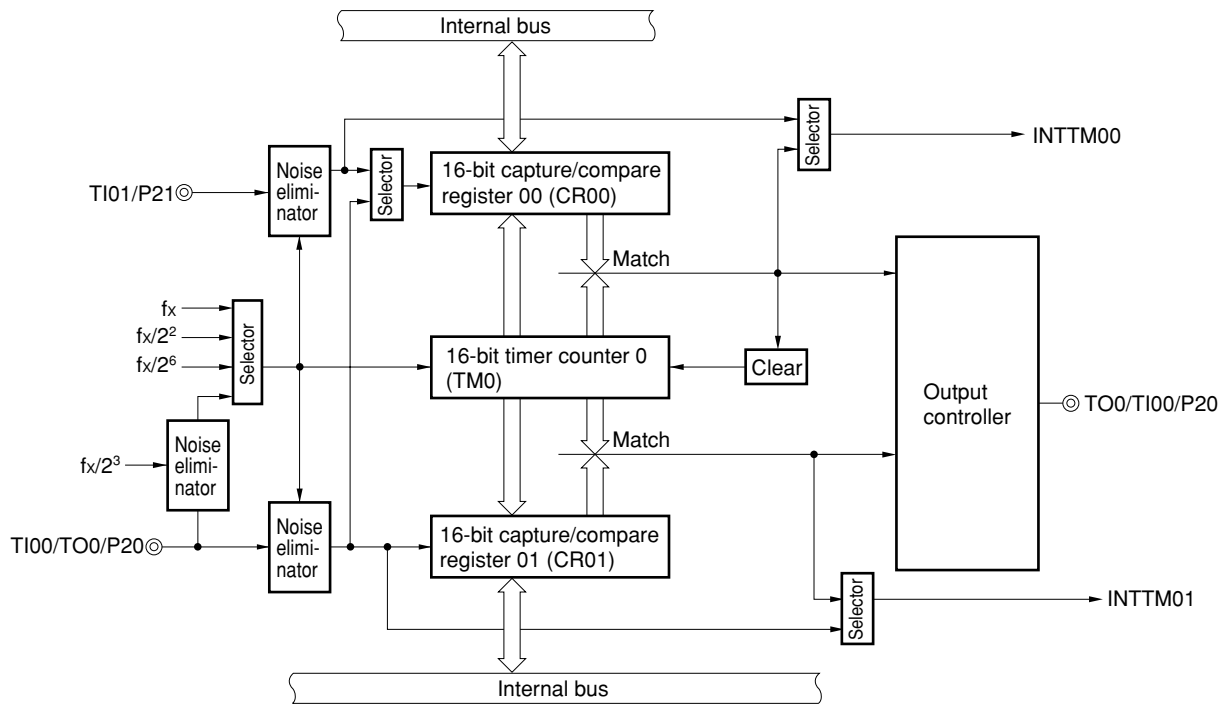 Internal bus
INTTM00
Selector
Noise
elimi-
nator
TI01/P21
Selector
16-bit capture/compare
register 00 (CR00)
Match
fx
fx/2²
fx/2⁶
Selector
16-bit timer counter 0
(TM0)
Clear
Output
controller
TO0/TI00/P20
fx/2³
Noise
elimi-
nator
Match
TI00/TO0/P20
Noise
elimi-
nator
16-bit capture/compare
register 01 (CR01)
Selector
INTTM01
Internal bus